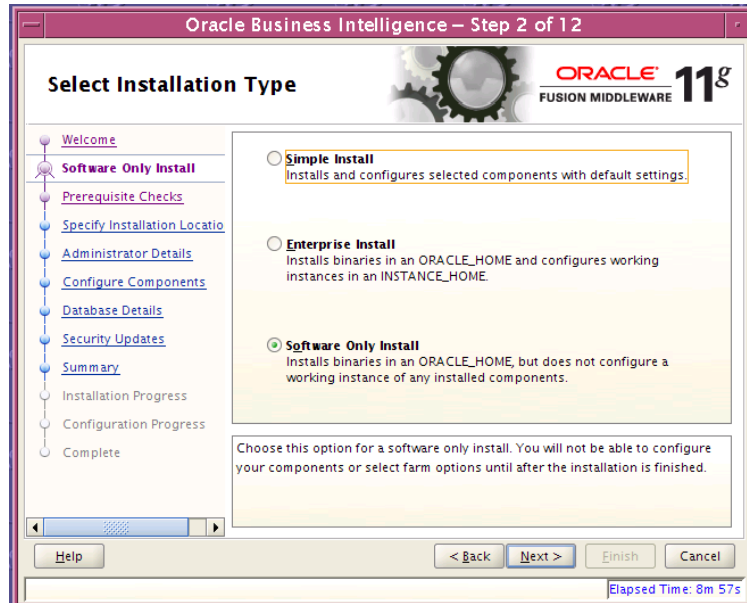 Oracle Business Intelligence – Step 2 of 12
Select Installation Type
ORACLE
FUSION MIDDLEWARE
11g
Welcome
Software Only Install
Prerequisite Checks
Specify Installation Locatio
Administrator Details
Configure Components
Database Details
Security Updates
Summary
Installation Progress
Configuration Progress
Complete
Simple Install
Installs and configures selected components with default settings.
Enterprise Install
Installs binaries in an ORACLE_HOME and configures working
instances in an INSTANCE_HOME.
Software Only Install
Installs binaries in an ORACLE_HOME, but does not configure a
working instance of any installed components.
Choose this option for a software only install. You will not be able to configure
your components or select farm options until after the installation is finished.
Help
< Back
Next >
Finish
Cancel
Elapsed Time: 8m 57s